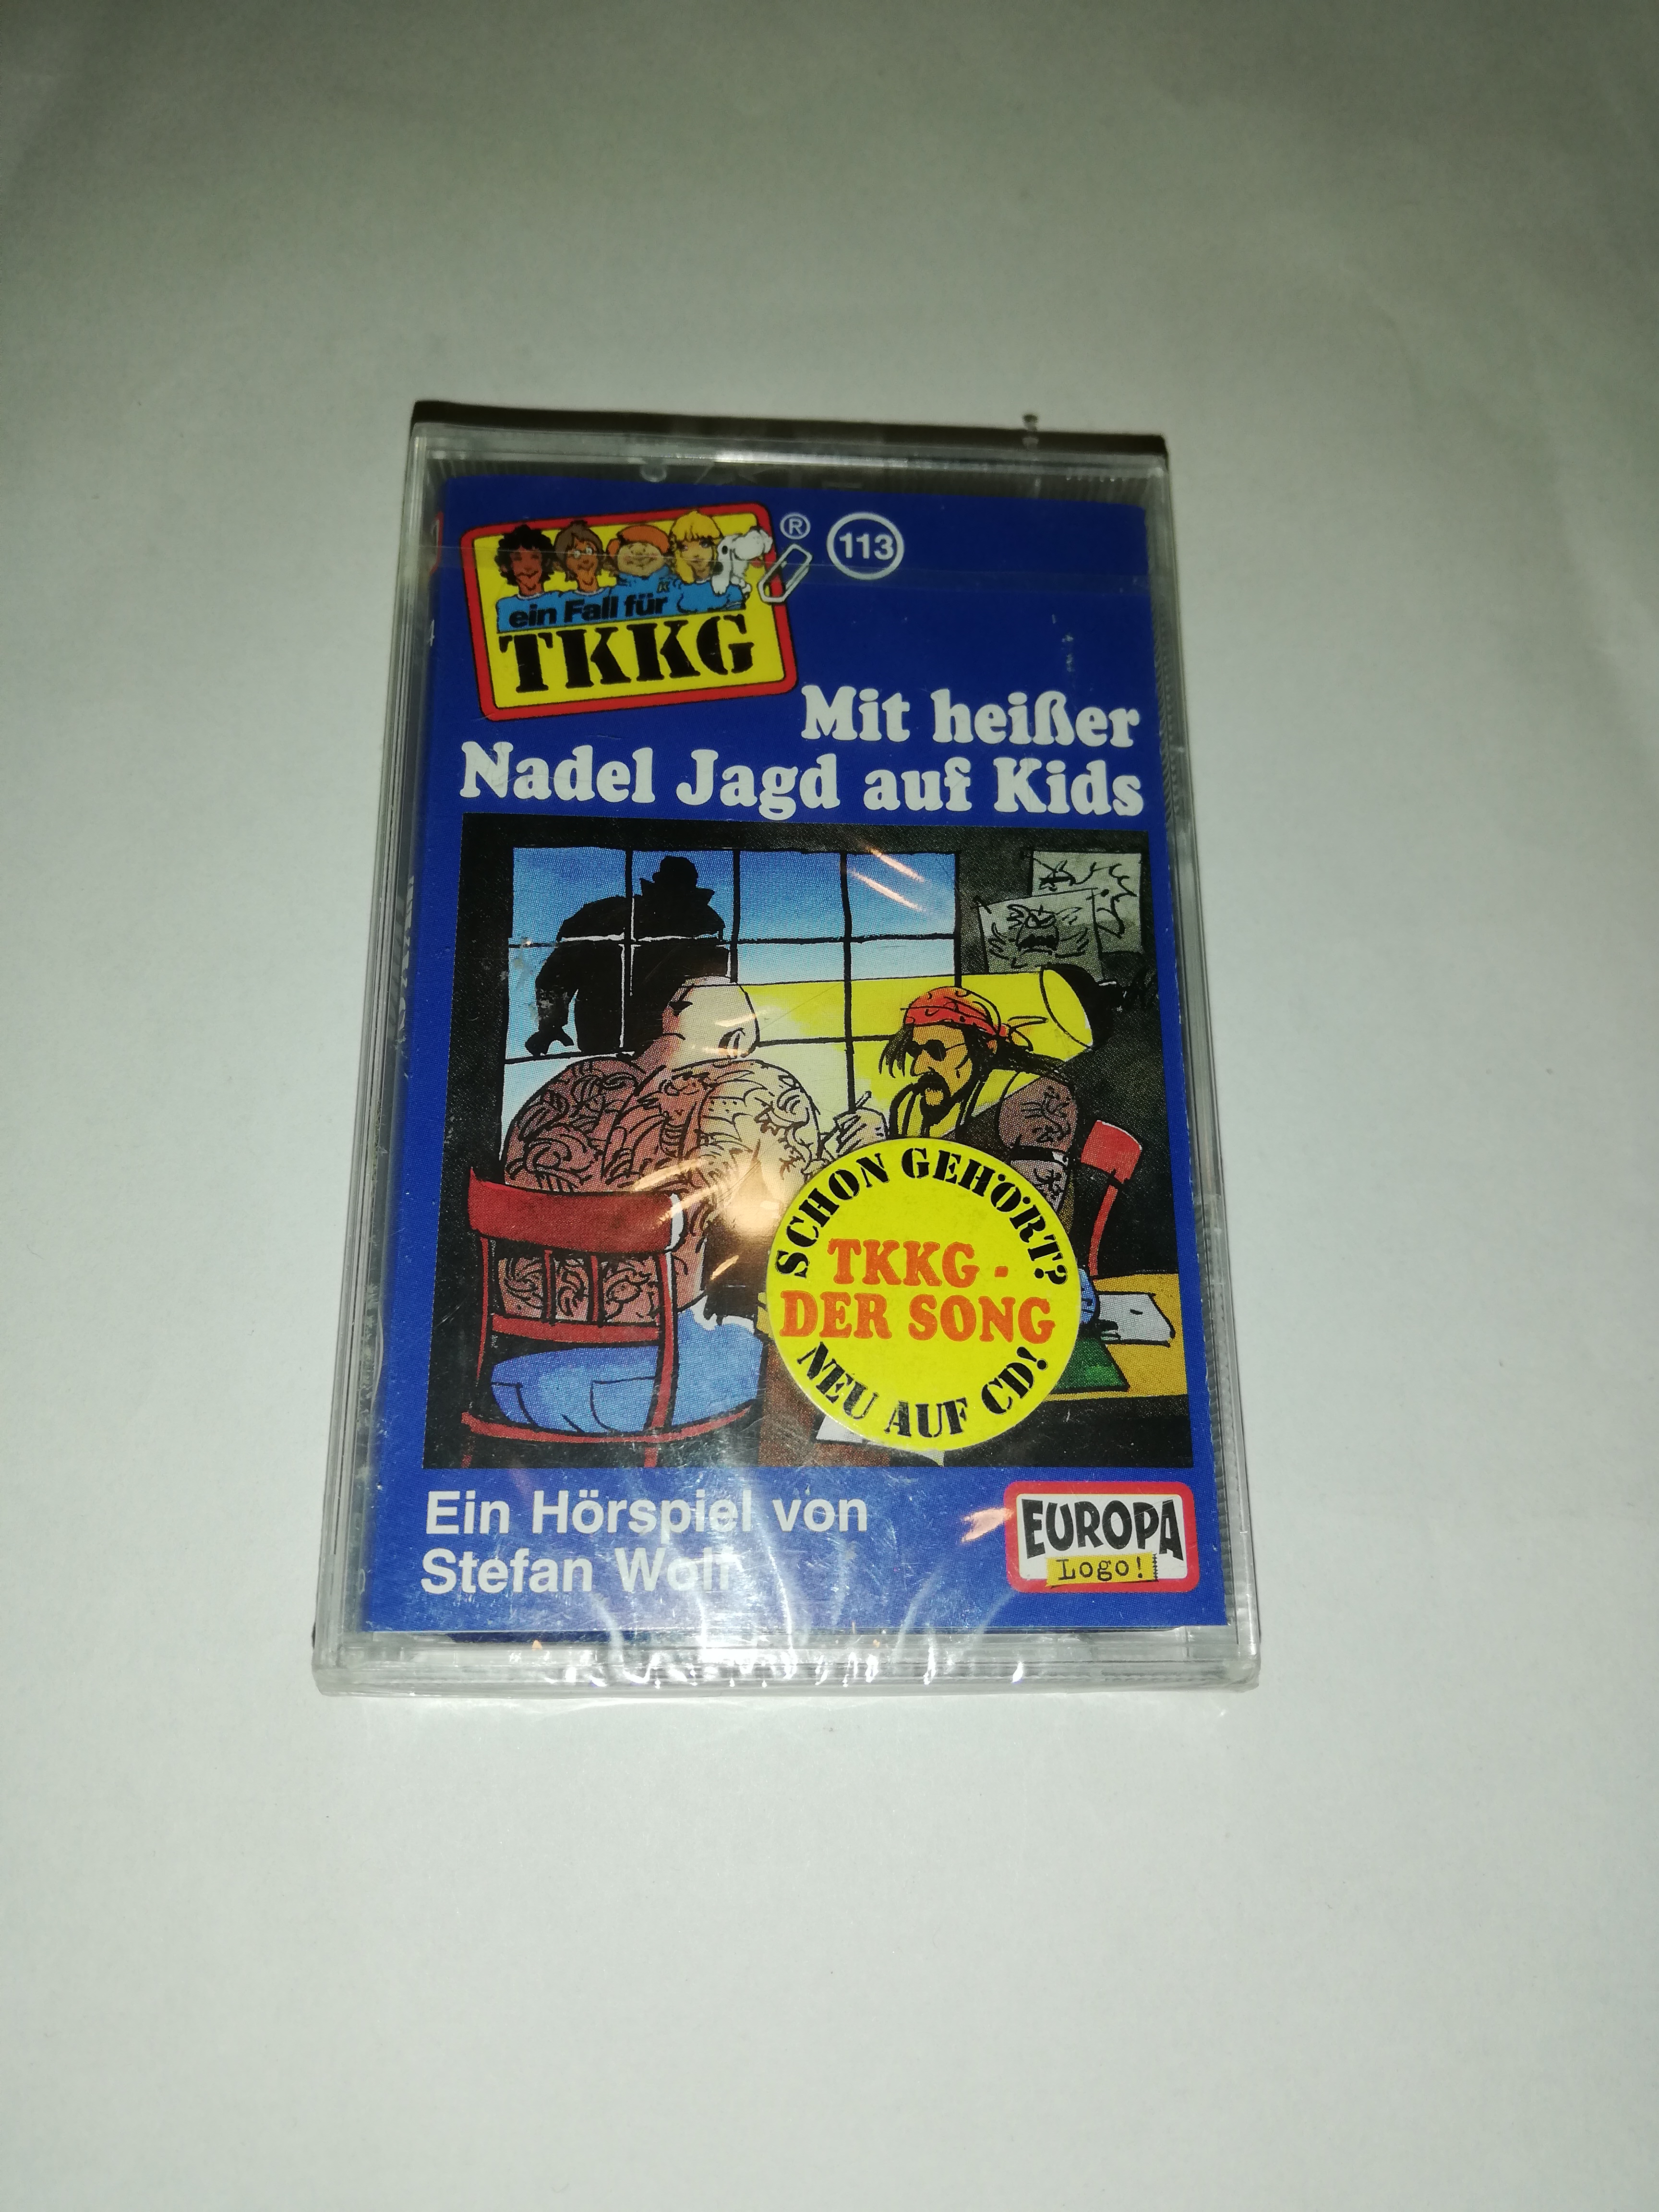 ein Fall für
TKKG
®
113
Mit heißer
Nadel Jagd auf Kids
SCHON GEHÖRT?
TKKG -
DER SONG
NEU AUF CD!
Ein Hörspiel von
Stefan Wolf
EUROPA
Logo!